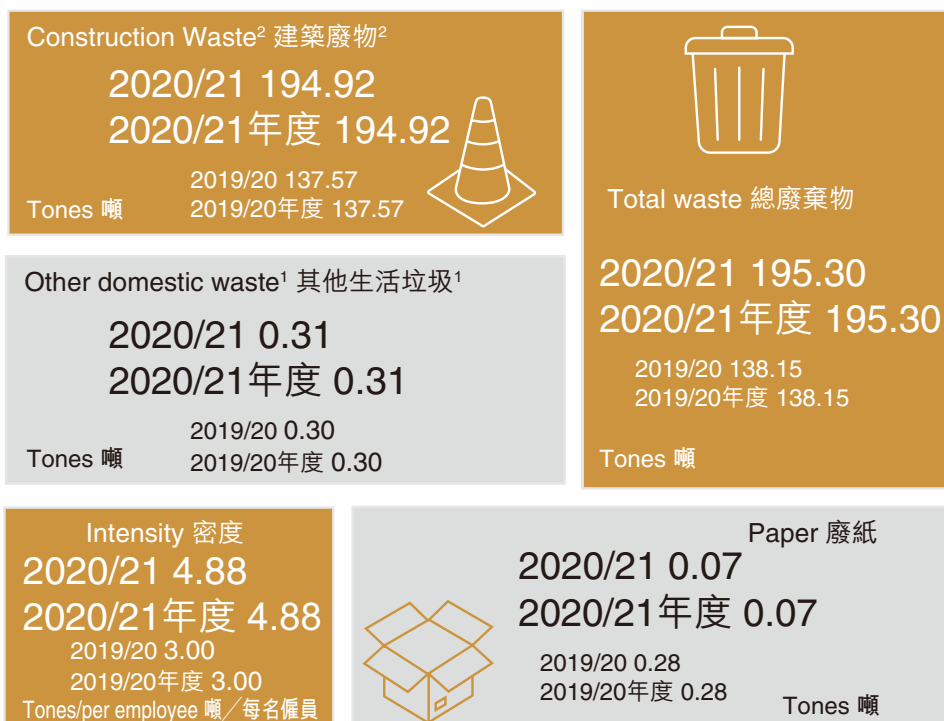 Construction Waste² 建築廢物²
2020/21 194.92
2020/21年度 194.92
2019/20 137.57
Tones 噸 2019/20年度 137.57
Total waste 總廢棄物
2020/21 195.30
2020/21年度 195.30
2019/20 138.15
2019/20年度 138.15
Tones 噸
Other domestic waste¹ 其他生活垃圾¹
2020/21 0.31
2020/21年度 0.31
2019/20 0.30
Tones 噸 2019/20年度 0.30
Intensity 密度
2020/21 4.88
2020/21年度 4.88
2019/20 3.00
2019/20年度 3.00
Tones/per employee 噸／每名僱員
Paper 廢紙
2020/21 0.07
2020/21年度 0.07
2019/20 0.28
2019/20年度 0.28 Tones 噸